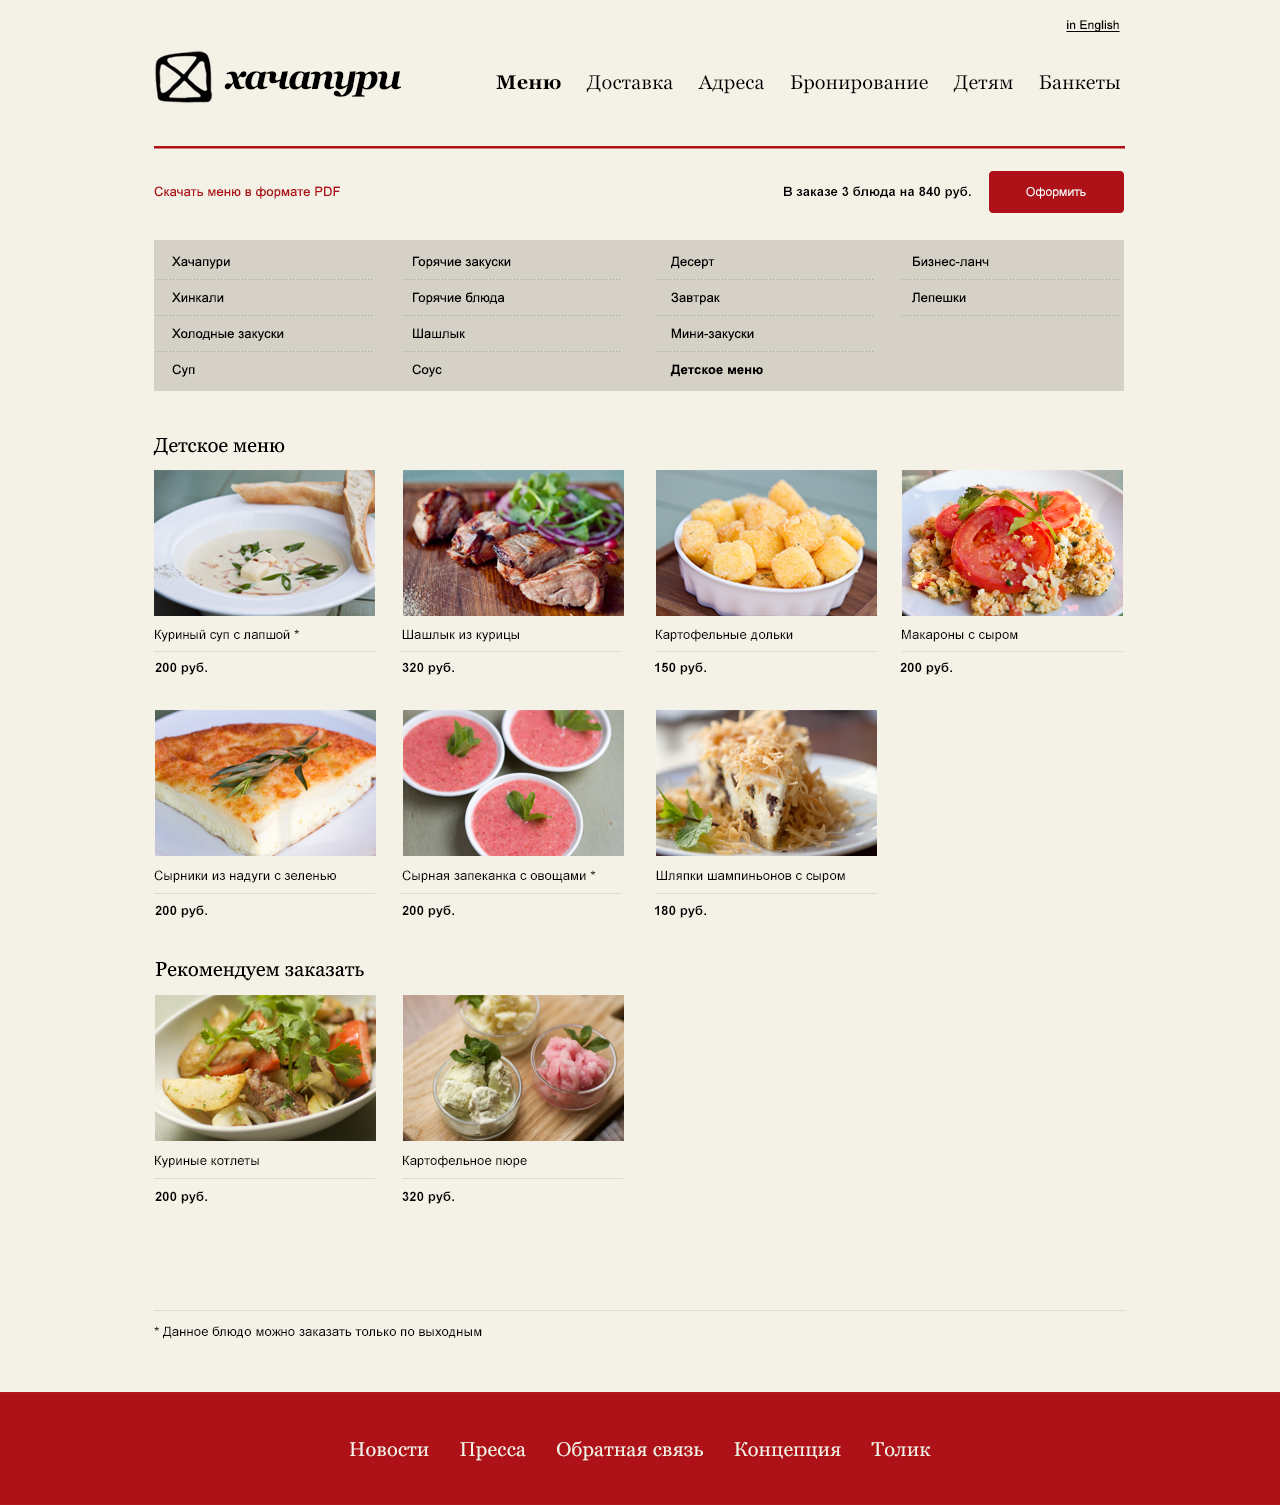 in English
хачапури
Меню Доставка Адреса Бронирование Детям Банкеты
Скачать меню в формате PDF
В заказе 3 блюда на 840 руб.
Оформить
Хачапури
Горячие закуски
Десерт
Бизнес-ланч
Хинкали
Горячие блюда
Завтрак
Лепешки
Холодные закуски
Шашлык
Мини-закуски
Суп
Соус
Детское меню
Детское меню
Куриный суп с лапшой *
Шашлык из курицы
Картофельные дольки
Макароны с сыром
200 руб.
320 руб.
150 руб.
200 руб.
Сырники из надуги с зеленью
Сырная запеканка с овощами *
Шляпки шампиньонов с сыром
200 руб.
200 руб.
180 руб.
Рекомендуем заказать
Куриные котлеты
Картофельное пюре
200 руб.
320 руб.
* Данное блюдо можно заказать только по выходным
Новости Пресса Обратная связь Концепция Толик